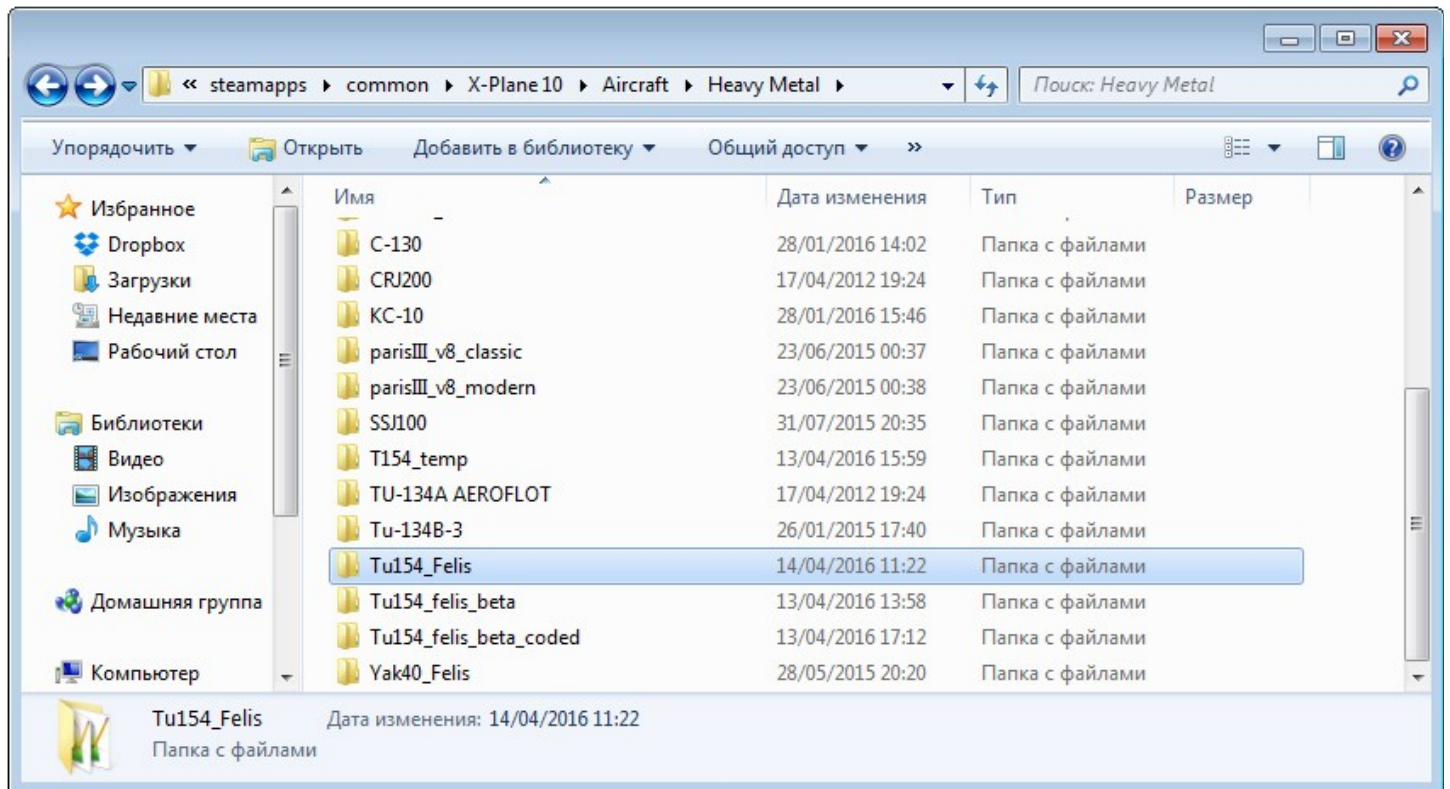 « steamapps ▸ common ▸ X-Plane 10 ▸ Aircraft ▸ Heavy Metal ▸
Поиск: Heavy Metal
Упорядочить Открыть Добавить в библиотеку Общий доступ »
Избранное
Dropbox
Загрузки
Недавние места
Рабочий стол
Библиотеки
Видео
Изображения
Музыка
Домашняя группа
Компьютер
Имя Дата изменения Тип Размер
C-130 28/01/2016 14:02 Папка с файлами
CRJ200 17/04/2012 19:24 Папка с файлами
KC-10 28/01/2016 15:46 Папка с файлами
parisIII_v8_classic 23/06/2015 00:37 Папка с файлами
parisIII_v8_modern 23/06/2015 00:38 Папка с файлами
SSJ100 31/07/2015 20:35 Папка с файлами
T154_temp 13/04/2016 15:59 Папка с файлами
TU-134A AEROFLOT 17/04/2012 19:24 Папка с файлами
Tu-134B-3 26/01/2015 17:40 Папка с файлами
Tu154_Felis 14/04/2016 11:22 Папка с файлами
Tu154_felis_beta 13/04/2016 13:58 Папка с файлами
Tu154_felis_beta_coded 13/04/2016 17:12 Папка с файлами
Yak40_Felis 28/05/2015 20:20 Папка с файлами
Tu154_Felis Дата изменения: 14/04/2016 11:22
Папка с файлами